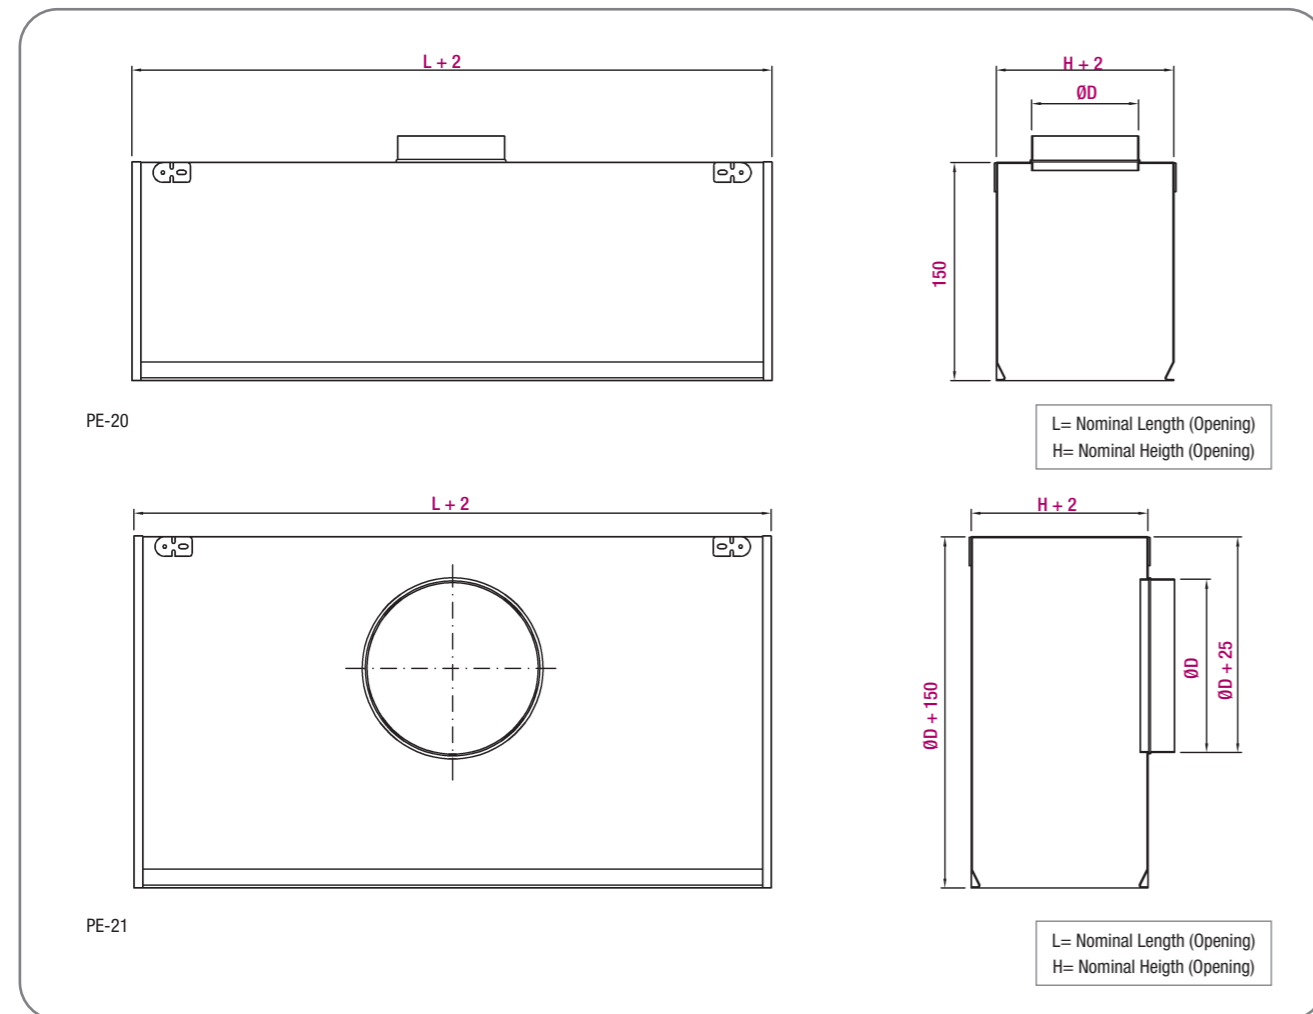 L + 2
H + 2
ØD
150
PE-20
L= Nominal Length (Opening)
H= Nominal Heigth (Opening)
L + 2
H + 2
ØD + 150
ØD
ØD + 25
PE-21
L= Nominal Length (Opening)
H= Nominal Heigth (Opening)